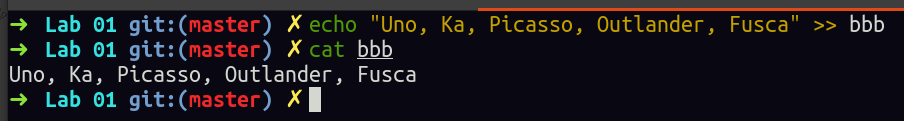 ➜ Lab 01 git:(master) ✗ echo "Uno, Ka, Picasso, Outlander, Fusca" >> bbb
➜ Lab 01 git:(master) ✗ cat bbb
Uno, Ka, Picasso, Outlander, Fusca
➜ Lab 01 git:(master) ✗